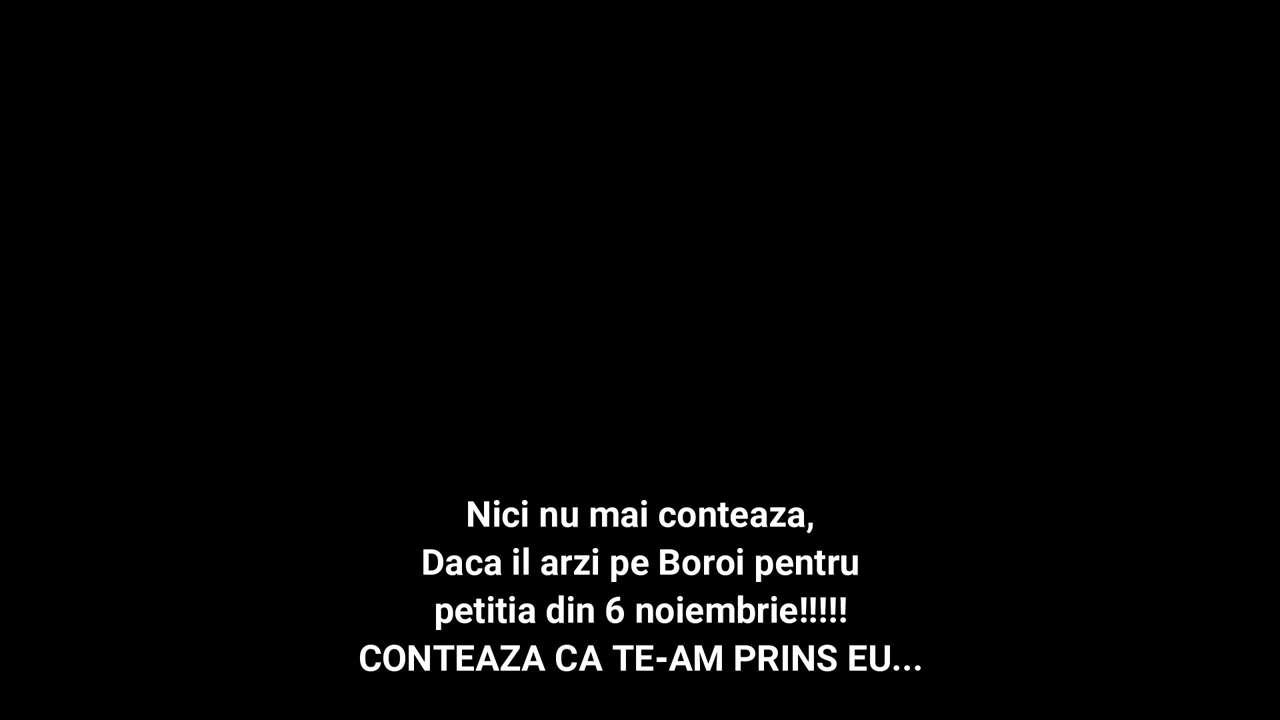 Nici nu mai conteaza,
Daca il arzi pe Boroi pentru
petitia din 6 noiembrie!!!!!
CONTEAZA CA TE-AM PRINS EU...